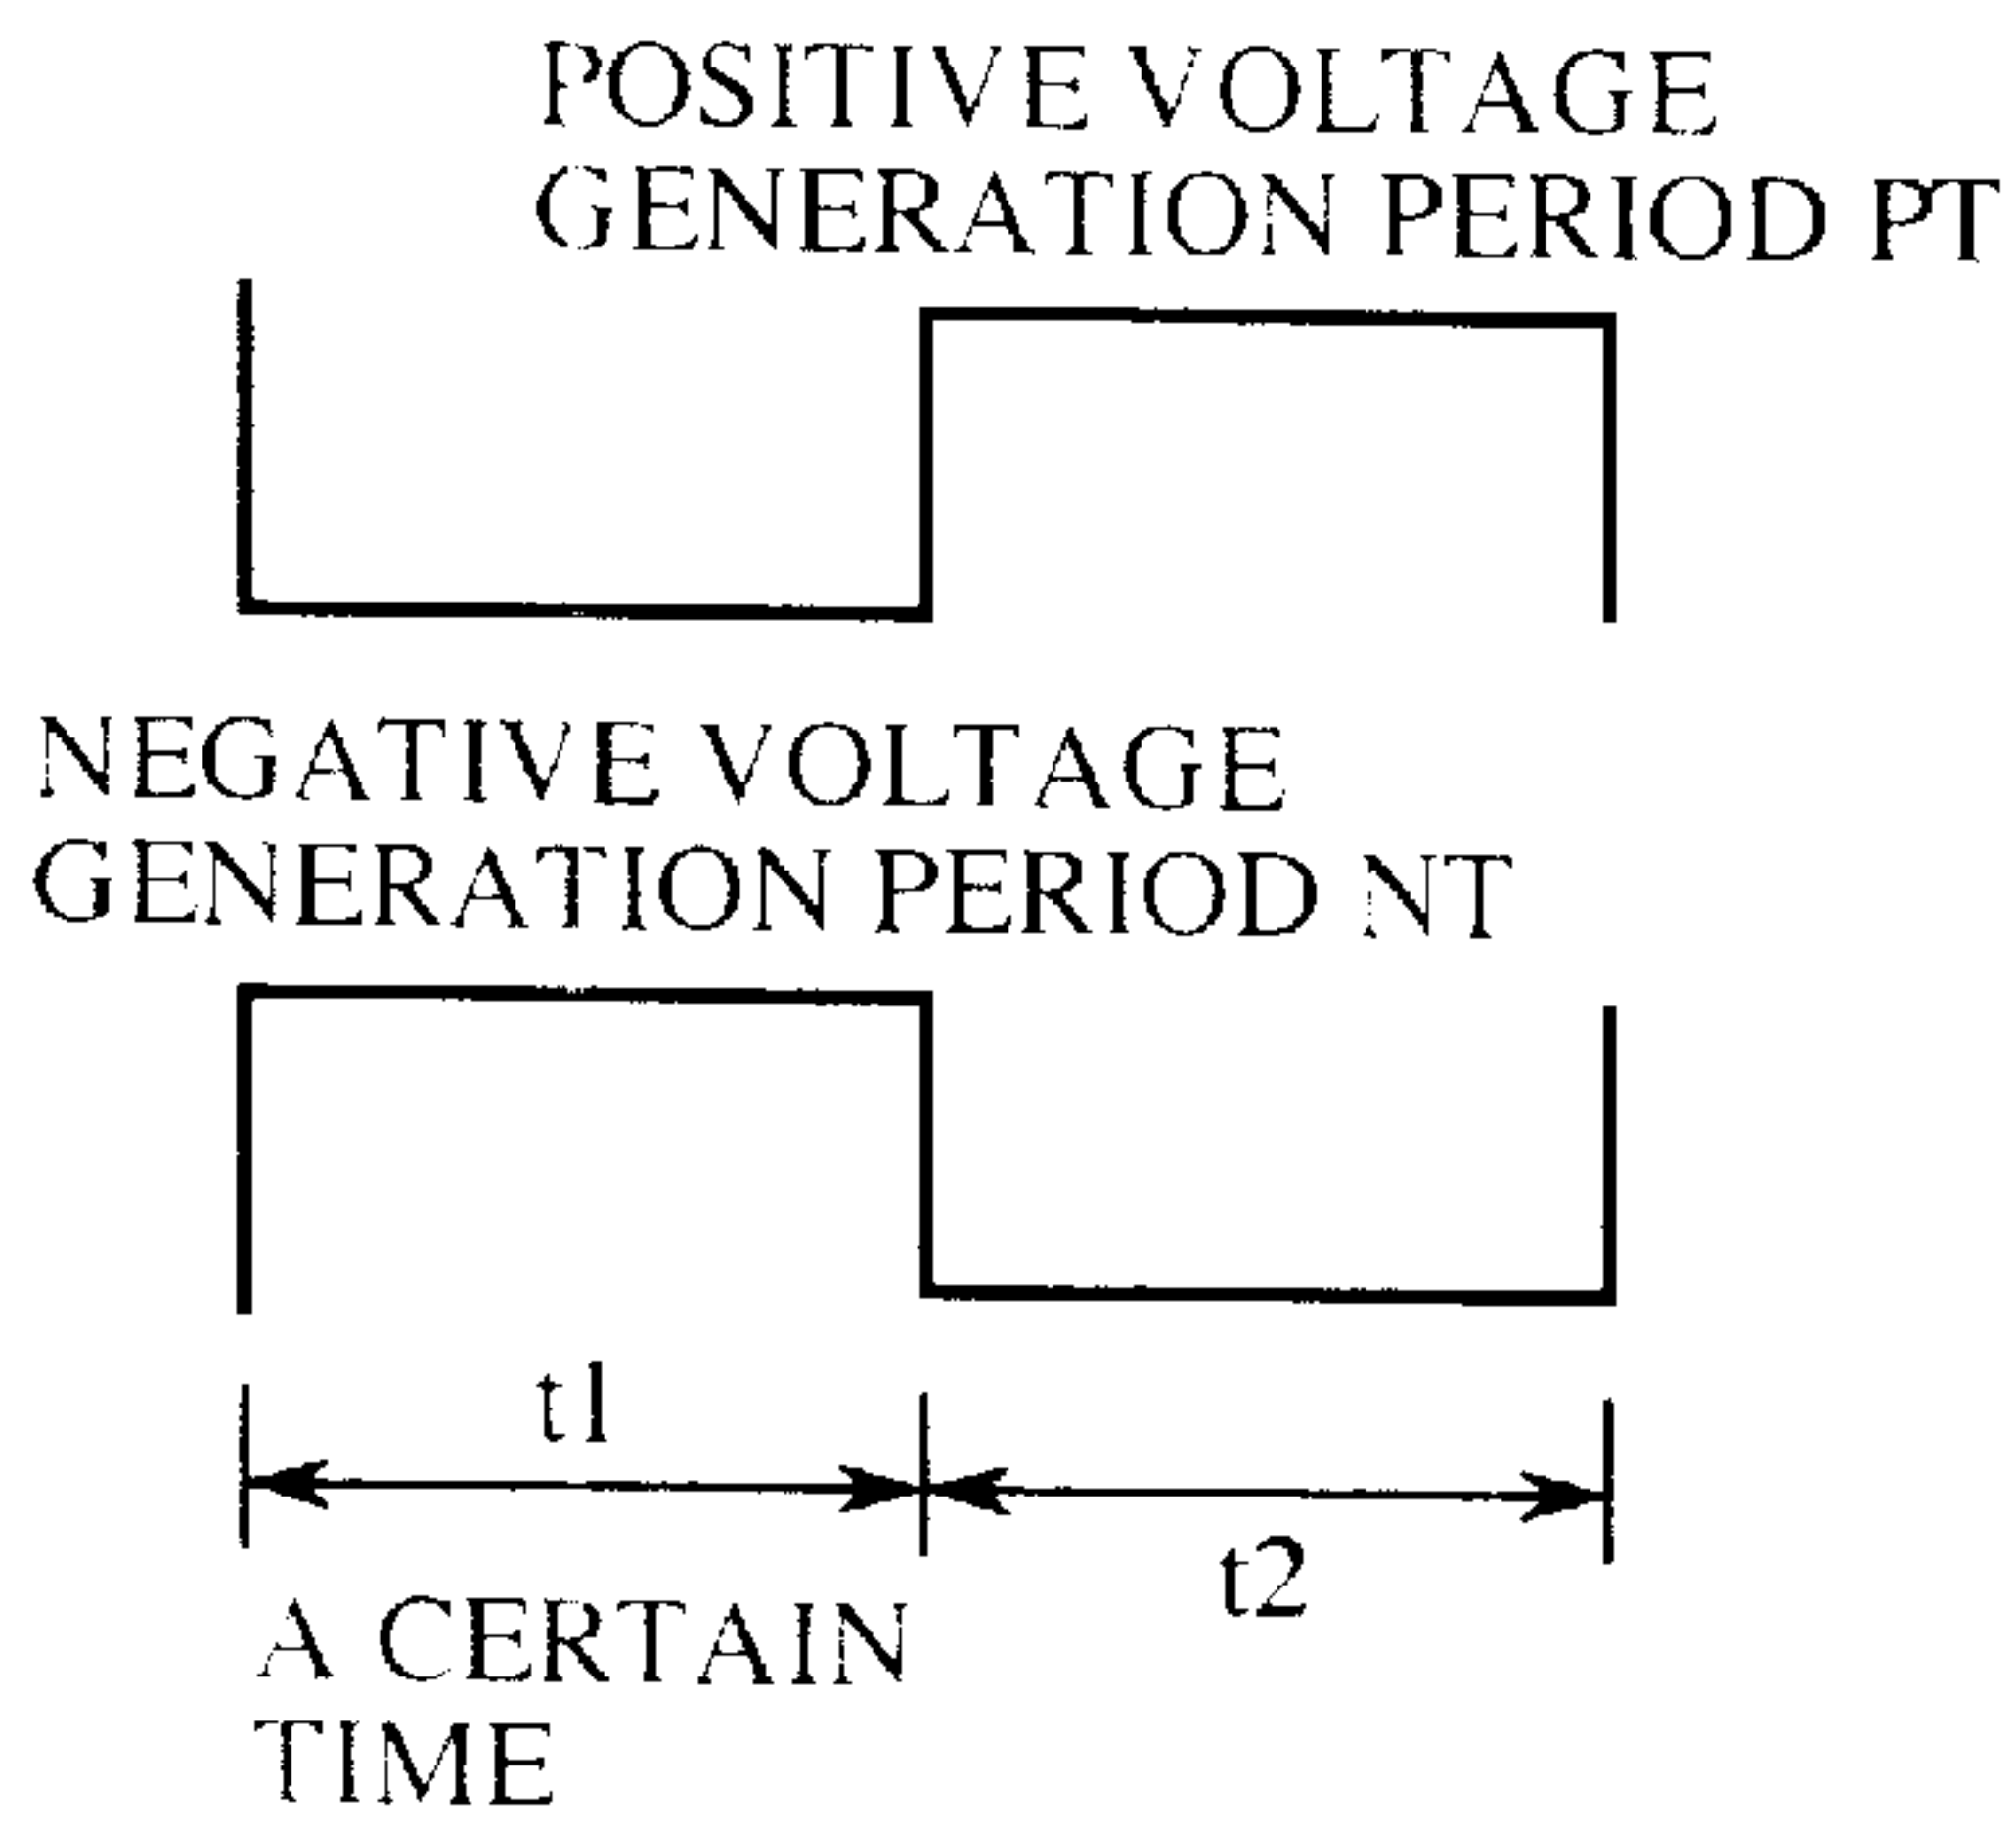 POSITIVE VOLTAGE
GENERATION PERIOD PT
NEGATIVE VOLTAGE
GENERATION PERIOD NT
t1
t2
A CERTAIN
TIME